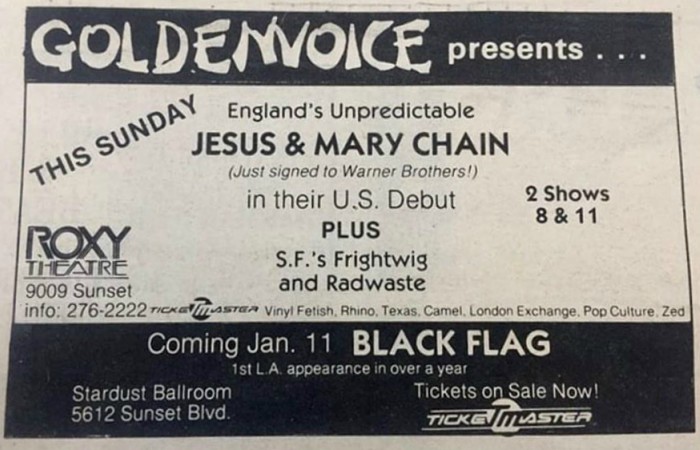 GOLDENVOICE presents . . .
THIS SUNDAY
England's Unpredictable
JESUS & MARY CHAIN
(Just signed to Warner Brothers!)
in their U.S. Debut
2 Shows
8 & 11
PLUS
S.F.'s Frightwig
and Radwaste
ROXY
THEATRE
9009 Sunset
info: 276-2222 TICKETMASTER Vinyl Fetish, Rhino, Texas, Camel, London Exchange, Pop Culture, Zed
Coming Jan. 11 BLACK FLAG
1st L.A. appearance in over a year
Stardust Ballroom
5612 Sunset Blvd.
Tickets on Sale Now!
TICKETMASTER